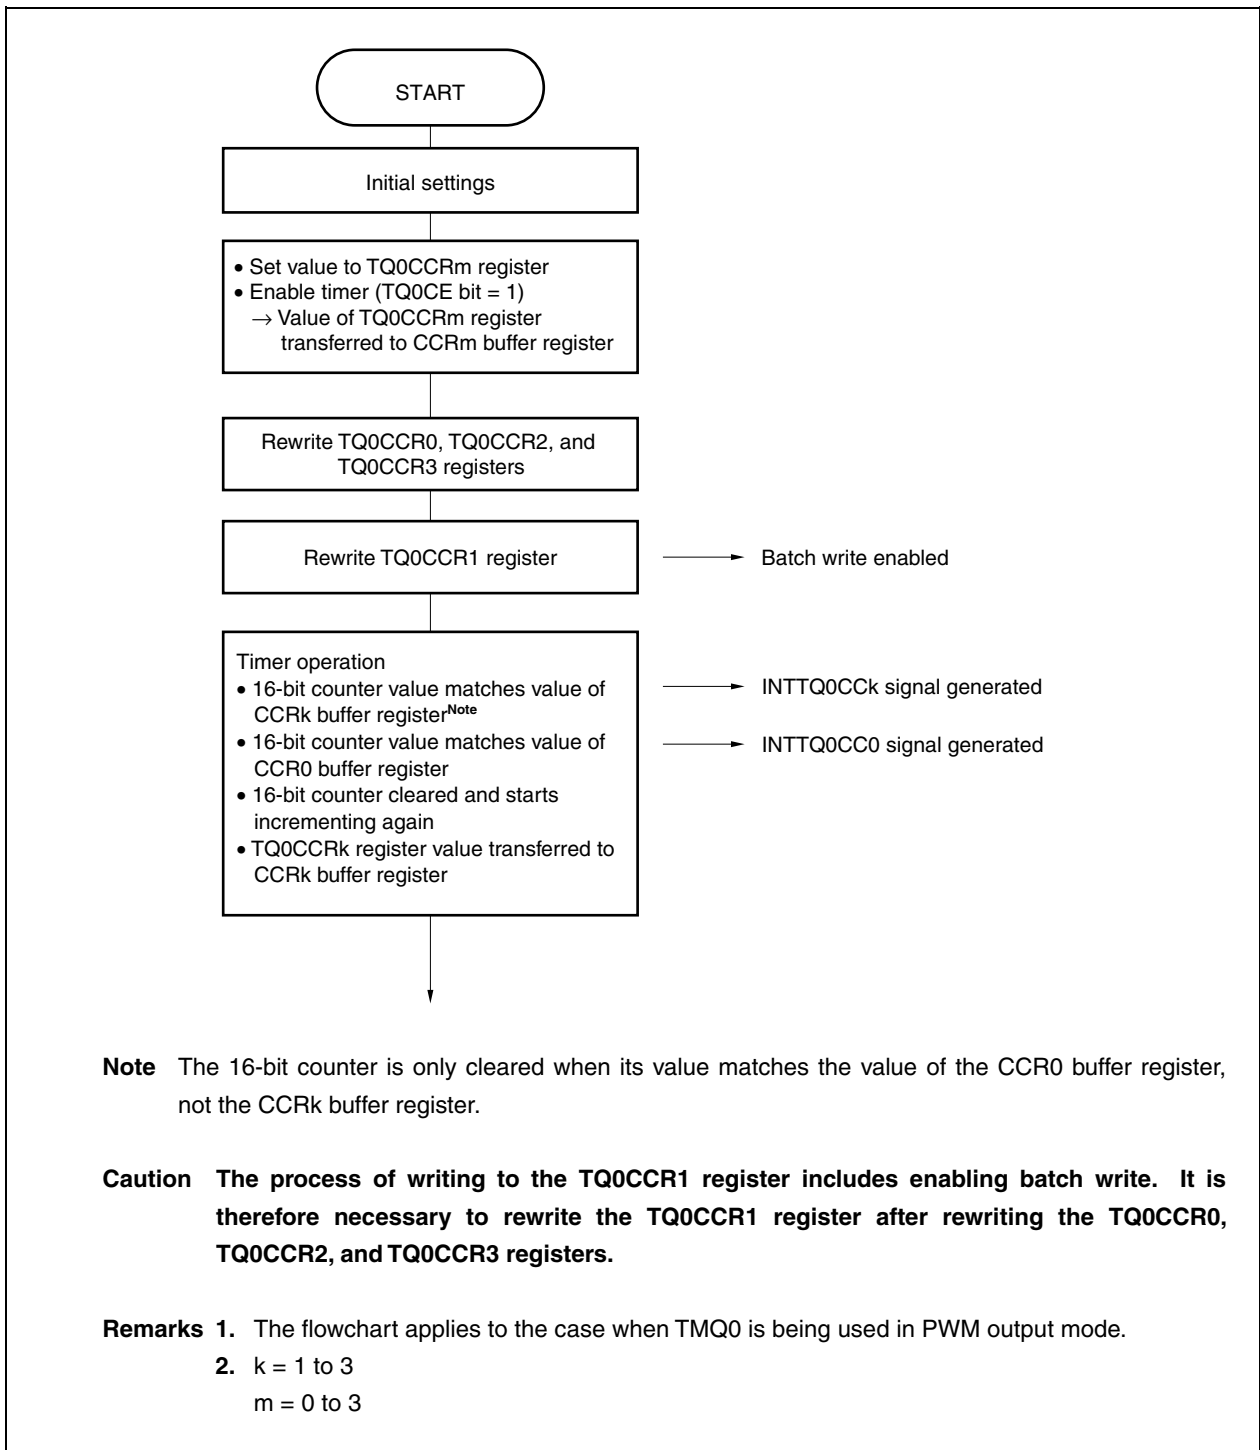 START
Initial settings
• Set value to TQ0CCRm register
• Enable timer (TQ0CE bit = 1)
→ Value of TQ0CCRm register
transferred to CCRm buffer register
Rewrite TQ0CCR0, TQ0CCR2, and
TQ0CCR3 registers
Rewrite TQ0CCR1 register
Batch write enabled
Timer operation
• 16-bit counter value matches value of
CCRk buffer registerNote
INTTQ0CCk signal generated
• 16-bit counter value matches value of
CCR0 buffer register
INTTQ0CC0 signal generated
• 16-bit counter cleared and starts
incrementing again
• TQ0CCRk register value transferred to
CCRk buffer register
Note The 16-bit counter is only cleared when its value matches the value of the CCR0 buffer register,
not the CCRk buffer register.
Caution The process of writing to the TQ0CCR1 register includes enabling batch write. It is
therefore necessary to rewrite the TQ0CCR1 register after rewriting the TQ0CCR0,
TQ0CCR2, and TQ0CCR3 registers.
Remarks 1. The flowchart applies to the case when TMQ0 is being used in PWM output mode.
2. k = 1 to 3
m = 0 to 3